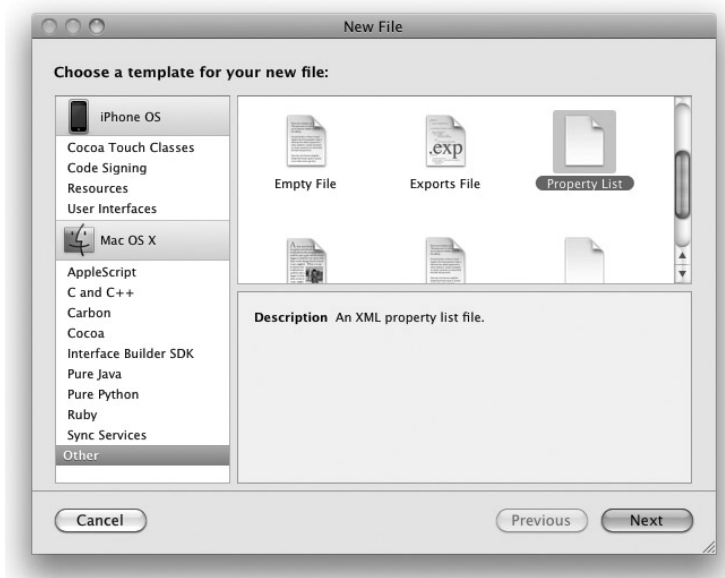 New File
Choose a template for your new file:
iPhone OS
Cocoa Touch Classes
Code Signing
Resources
User Interfaces
Mac OS X
AppleScript
C and C++
Carbon
Cocoa
Interface Builder SDK
Pure Java
Pure Python
Ruby
Sync Services
Other
.exp
Empty File
Exports File
Property List
Description An XML property list file.
Cancel
Previous
Next